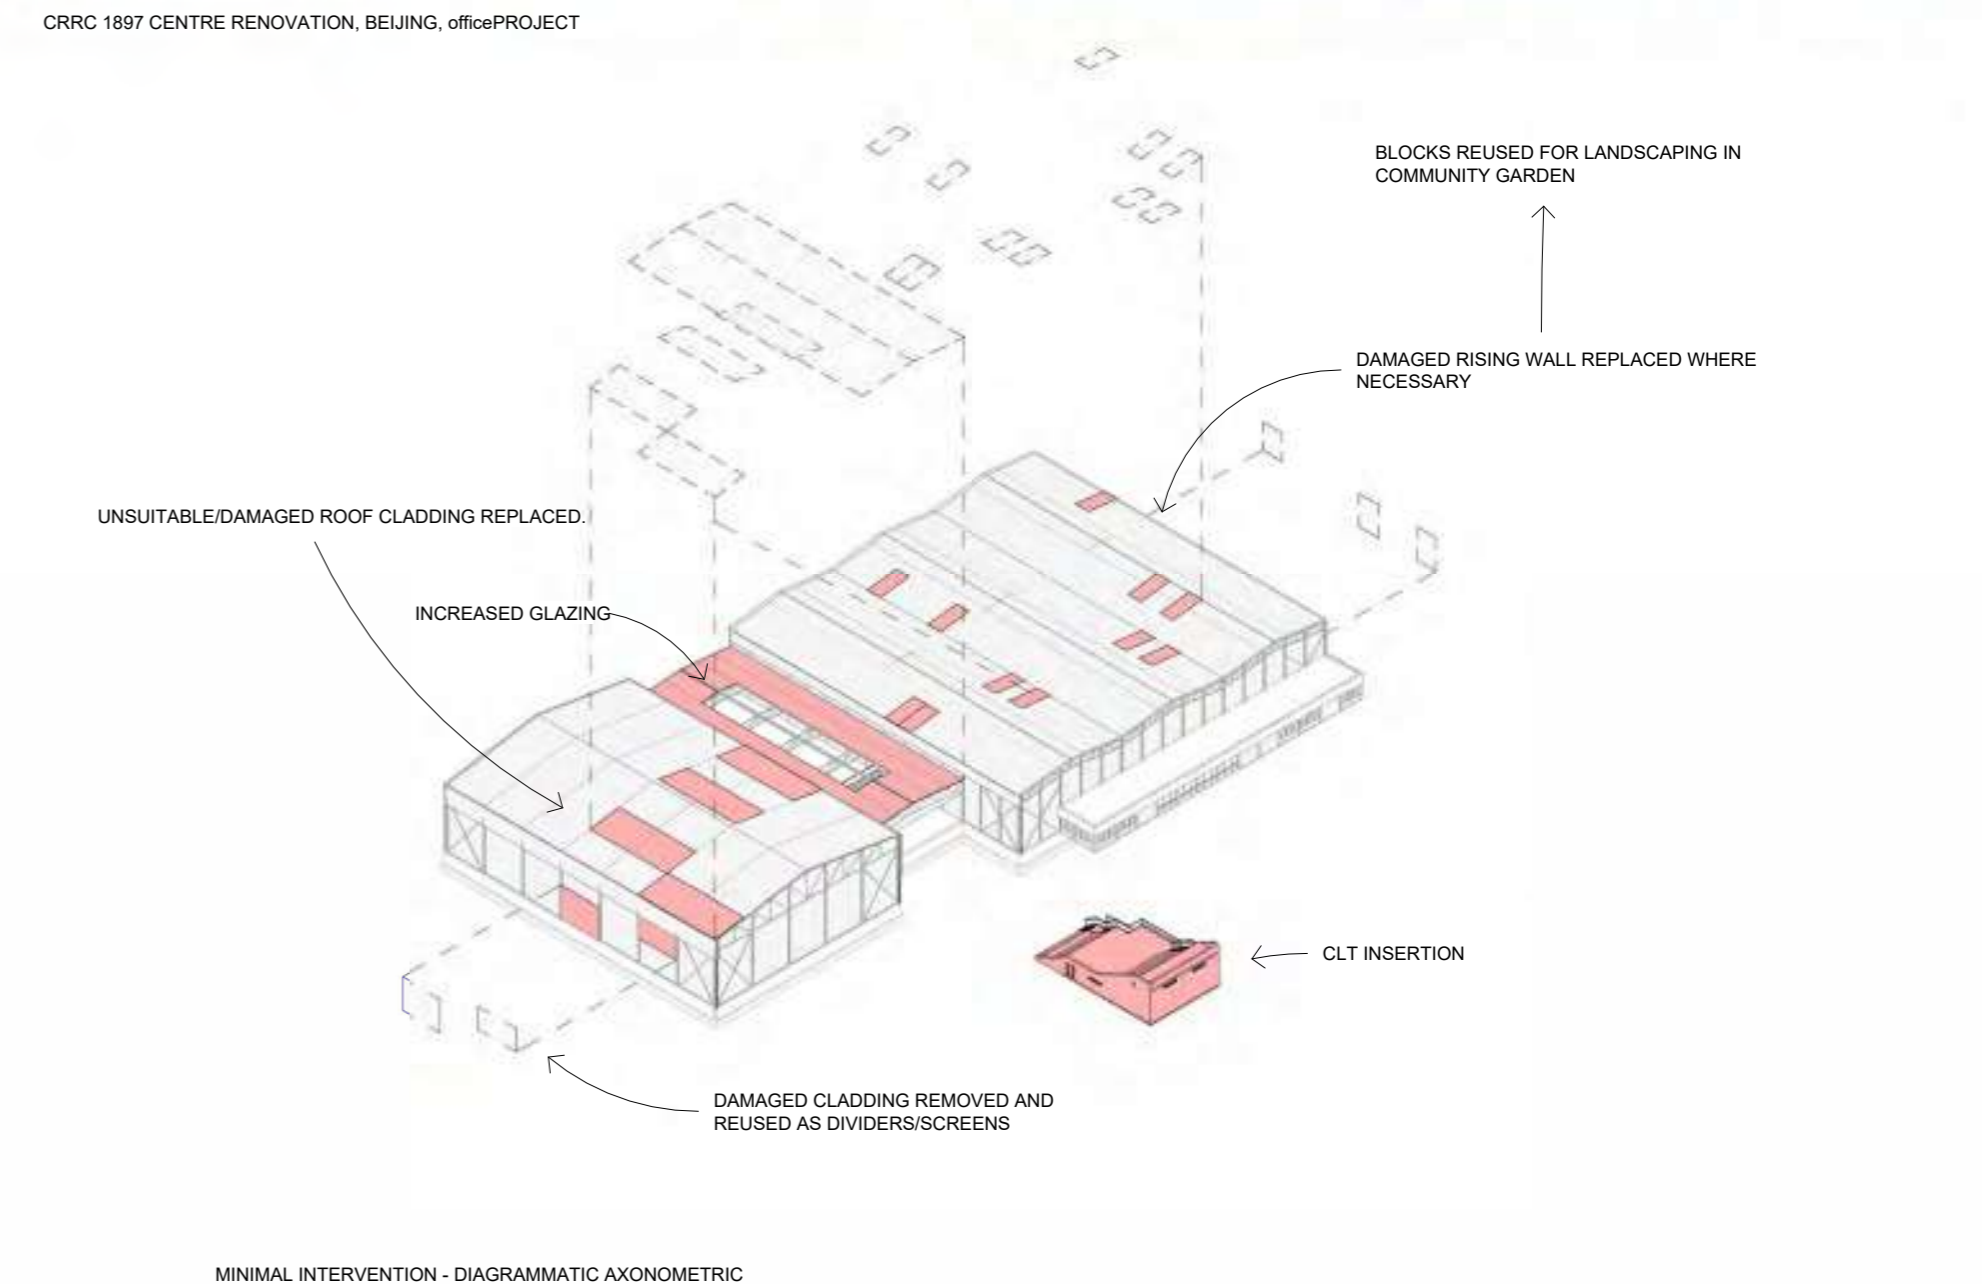 CRRC 1897 CENTRE RENOVATION, BEIJING, officePROJECT
BLOCKS REUSED FOR LANDSCAPING IN
COMMUNITY GARDEN
DAMAGED RISING WALL REPLACED WHERE
NECESSARY
UNSUITABLE/DAMAGED ROOF CLADDING REPLACED.
INCREASED GLAZING
CLT INSERTION
DAMAGED CLADDING REMOVED AND
REUSED AS DIVIDERS/SCREENS
MINIMAL INTERVENTION - DIAGRAMMATIC AXONOMETRIC